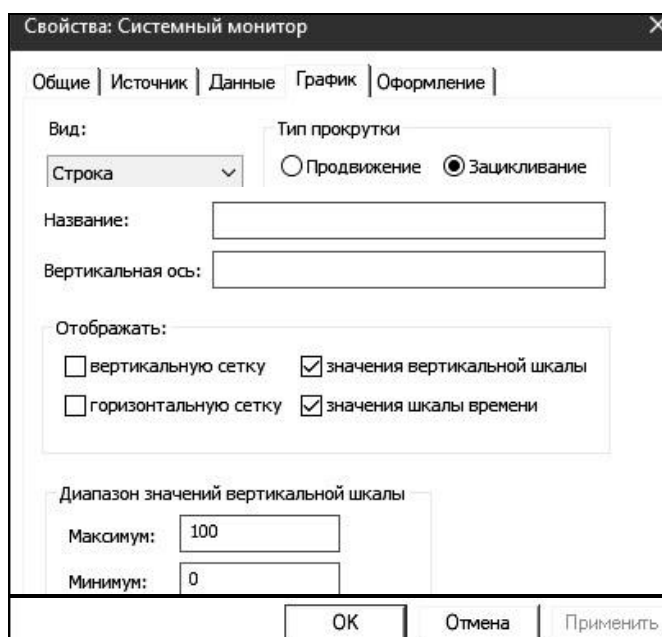 Свойства: Системный монитор
Общие Источник Данные График Оформление
Вид: Тип прокрутки
Строка Продвижение Зацикливание
Название:
Вертикальная ось:
Отображать:
вертикальную сетку значения вертикальной шкалы
горизонтальную сетку значения шкалы времени
Диапазон значений вертикальной шкалы
Максимум: 100
Минимум: 0
ОК Отмена Применить